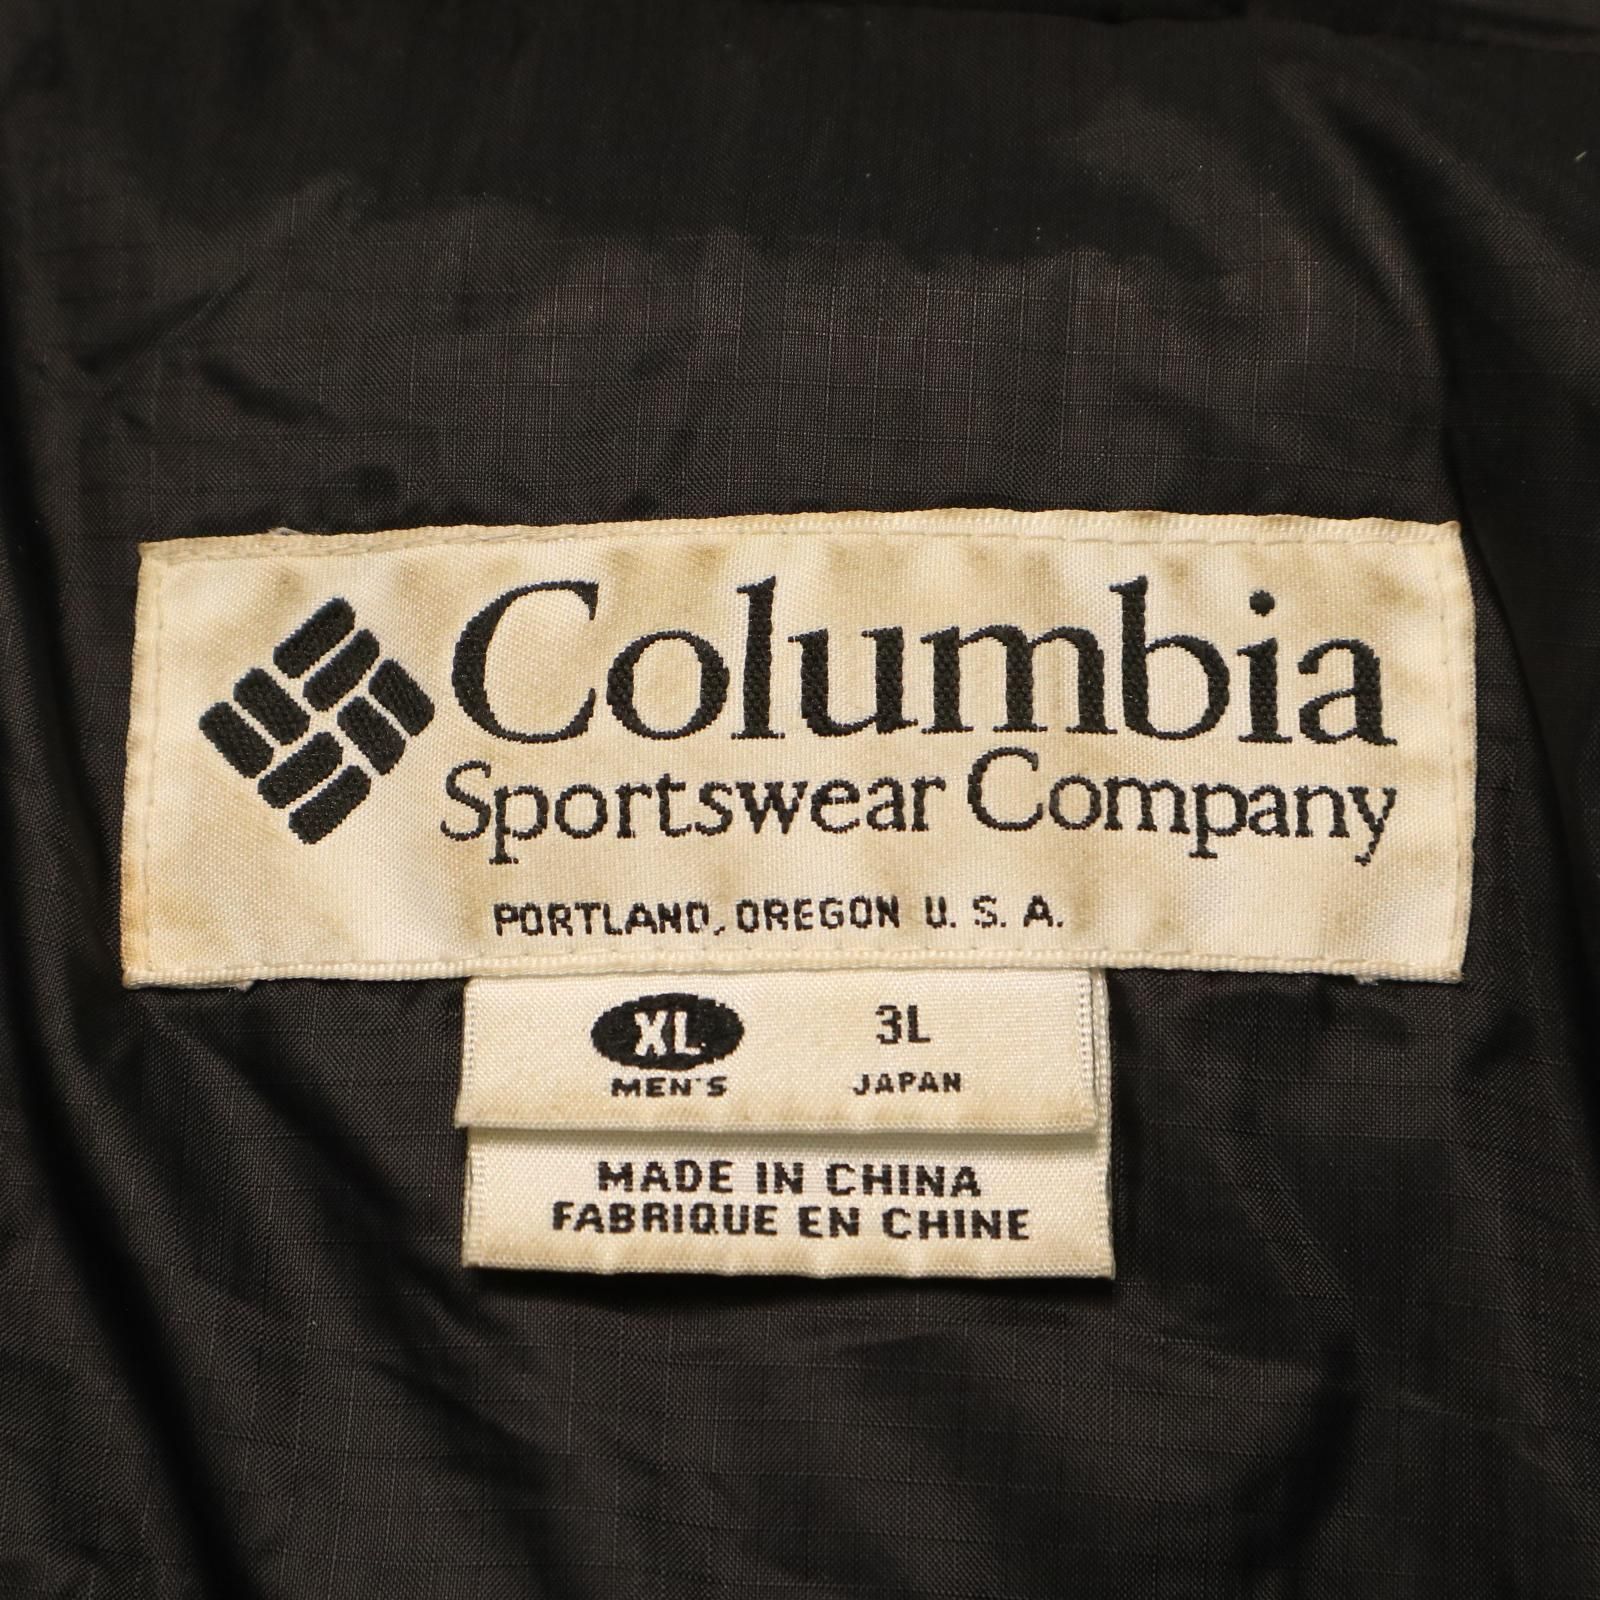 Columbia
Sportswear Company
PORTLAND, OREGON U. S. A.
XL 3L
MEN'S JAPAN
MADE IN CHINA
FABRIQUE EN CHINE